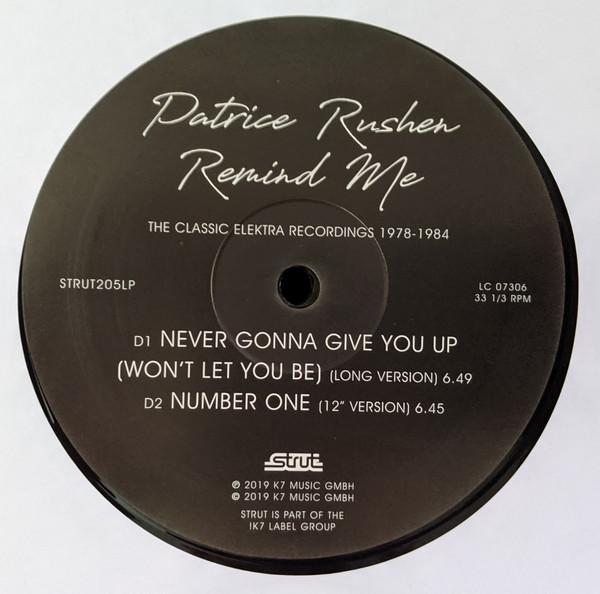 Patrice Rushen
Remind Me
THE CLASSIC ELEKTRA RECORDINGS 1978-1984
STRUT205LP
LC 07306
33 1/3 RPM
D1 NEVER GONNA GIVE YOU UP
(WON'T LET YOU BE) (LONG VERSION) 6.49
D2 NUMBER ONE (12" VERSION) 6.45
strut
℗ 2019 K7 MUSIC GMBH
© 2019 K7 MUSIC GMBH
STRUT IS PART OF THE
!K7 LABEL GROUP